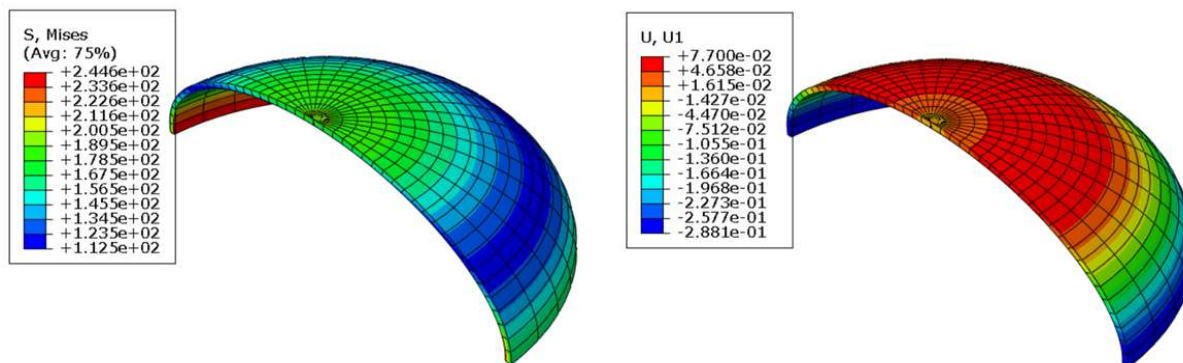 S, Mises
(Avg: 75%)
+2.446e+02
+2.336e+02
+2.226e+02
+2.116e+02
+2.005e+02
+1.895e+02
+1.785e+02
+1.675e+02
+1.565e+02
+1.455e+02
+1.345e+02
+1.235e+02
+1.125e+02
U, U1
+7.700e-02
+4.658e-02
+1.615e-02
-1.427e-02
-4.470e-02
-7.512e-02
-1.055e-01
-1.360e-01
-1.664e-01
-1.968e-01
-2.273e-01
-2.577e-01
-2.881e-01